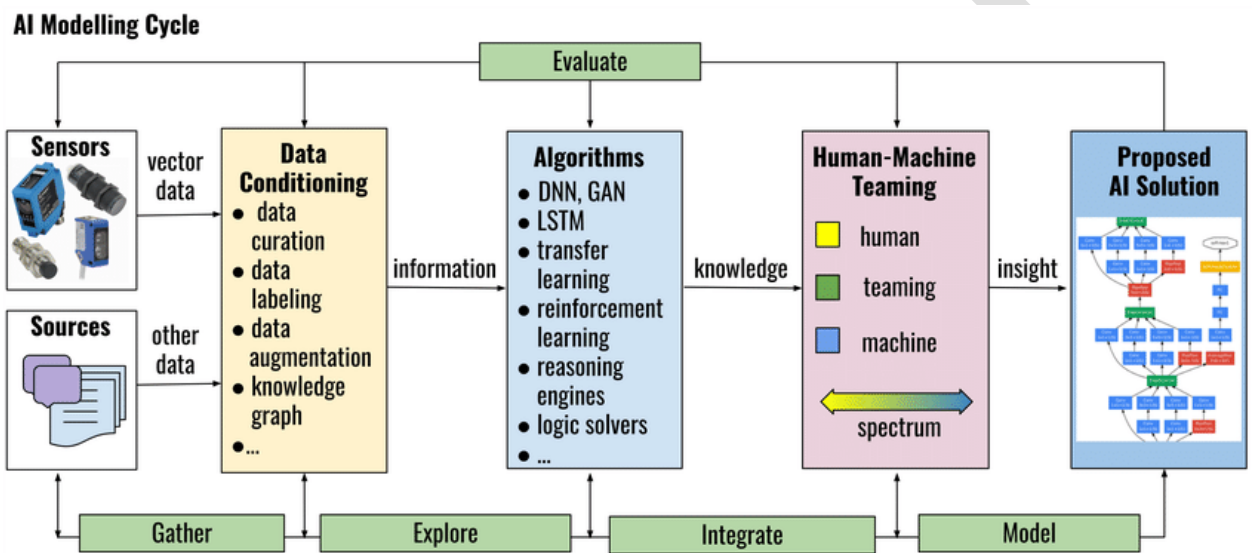 AI Modelling Cycle
Evaluate
Sensors
vector
data
Sources
other
data
Data
Conditioning
● data
curation
● data
labeling
● data
augmentation
● knowledge
graph
●...
information
Algorithms
● DNN, GAN
● LSTM
● transfer
learning
● reinforcement
learning
● reasoning
engines
● logic solvers
● ...
knowledge
Human-Machine
Teaming
human
teaming
machine
spectrum
insight
Proposed
AI Solution
Gather
Explore
Integrate
Model